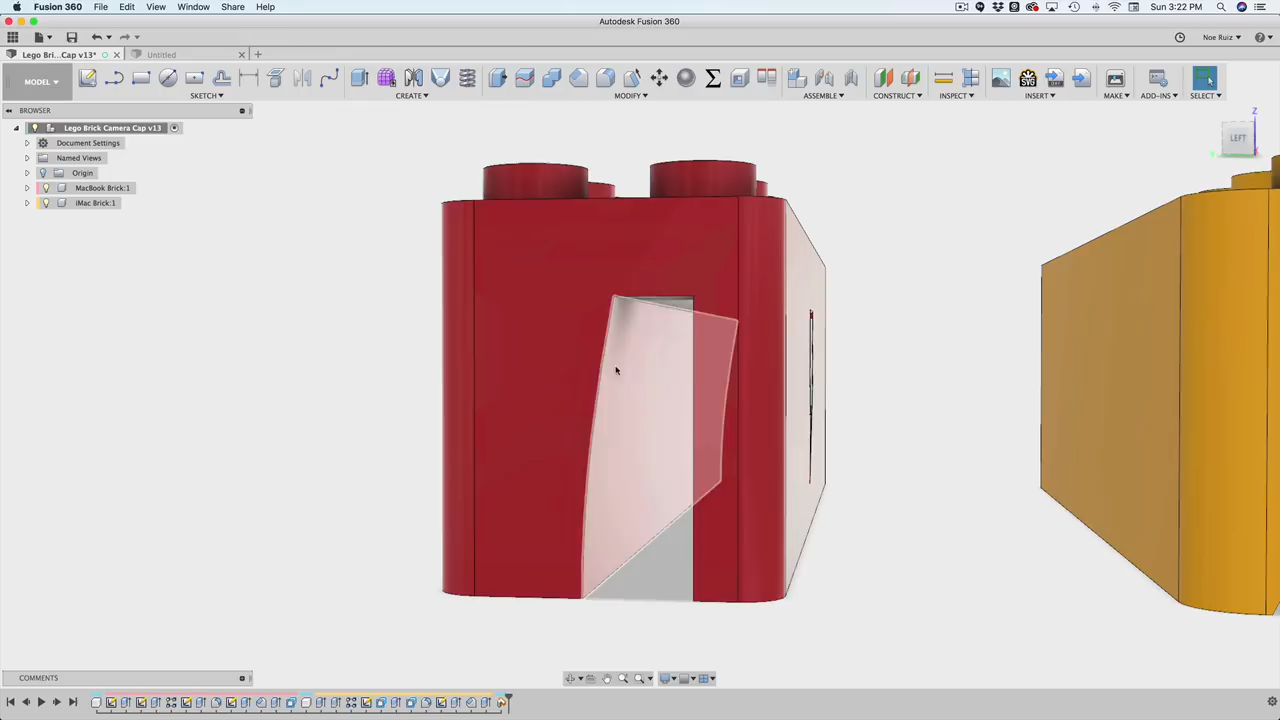 Fusion 360 File Edit View Window Share Help Sun 3:22 PM
Autodesk Fusion 360
Noe Ruiz
Lego Bri...Cap v13* Untitled
MODEL SKETCH CREATE MODIFY ASSEMBLE CONSTRUCT INSPECT INSERT MAKE ADD-INS SELECT
BROWSER
Lego Brick Camera Cap v13
Document Settings
Named Views
Origin
MacBook Brick:1
iMac Brick:1
Z
LEFT
SVG
COMMENTS